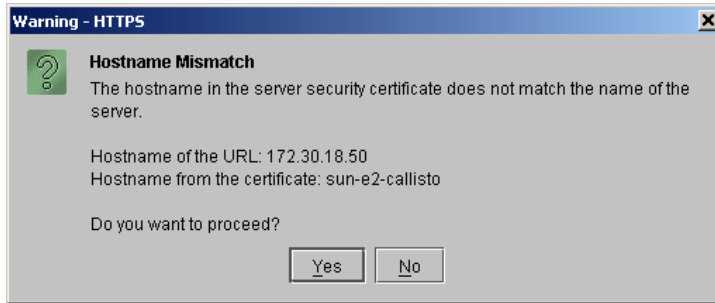 Warning - HTTPS
Hostname Mismatch
The hostname in the server security certificate does not match the name of the
server.
Hostname of the URL: 172.30.18.50
Hostname from the certificate: sun-e2-callisto
Do you want to proceed?
Yes No